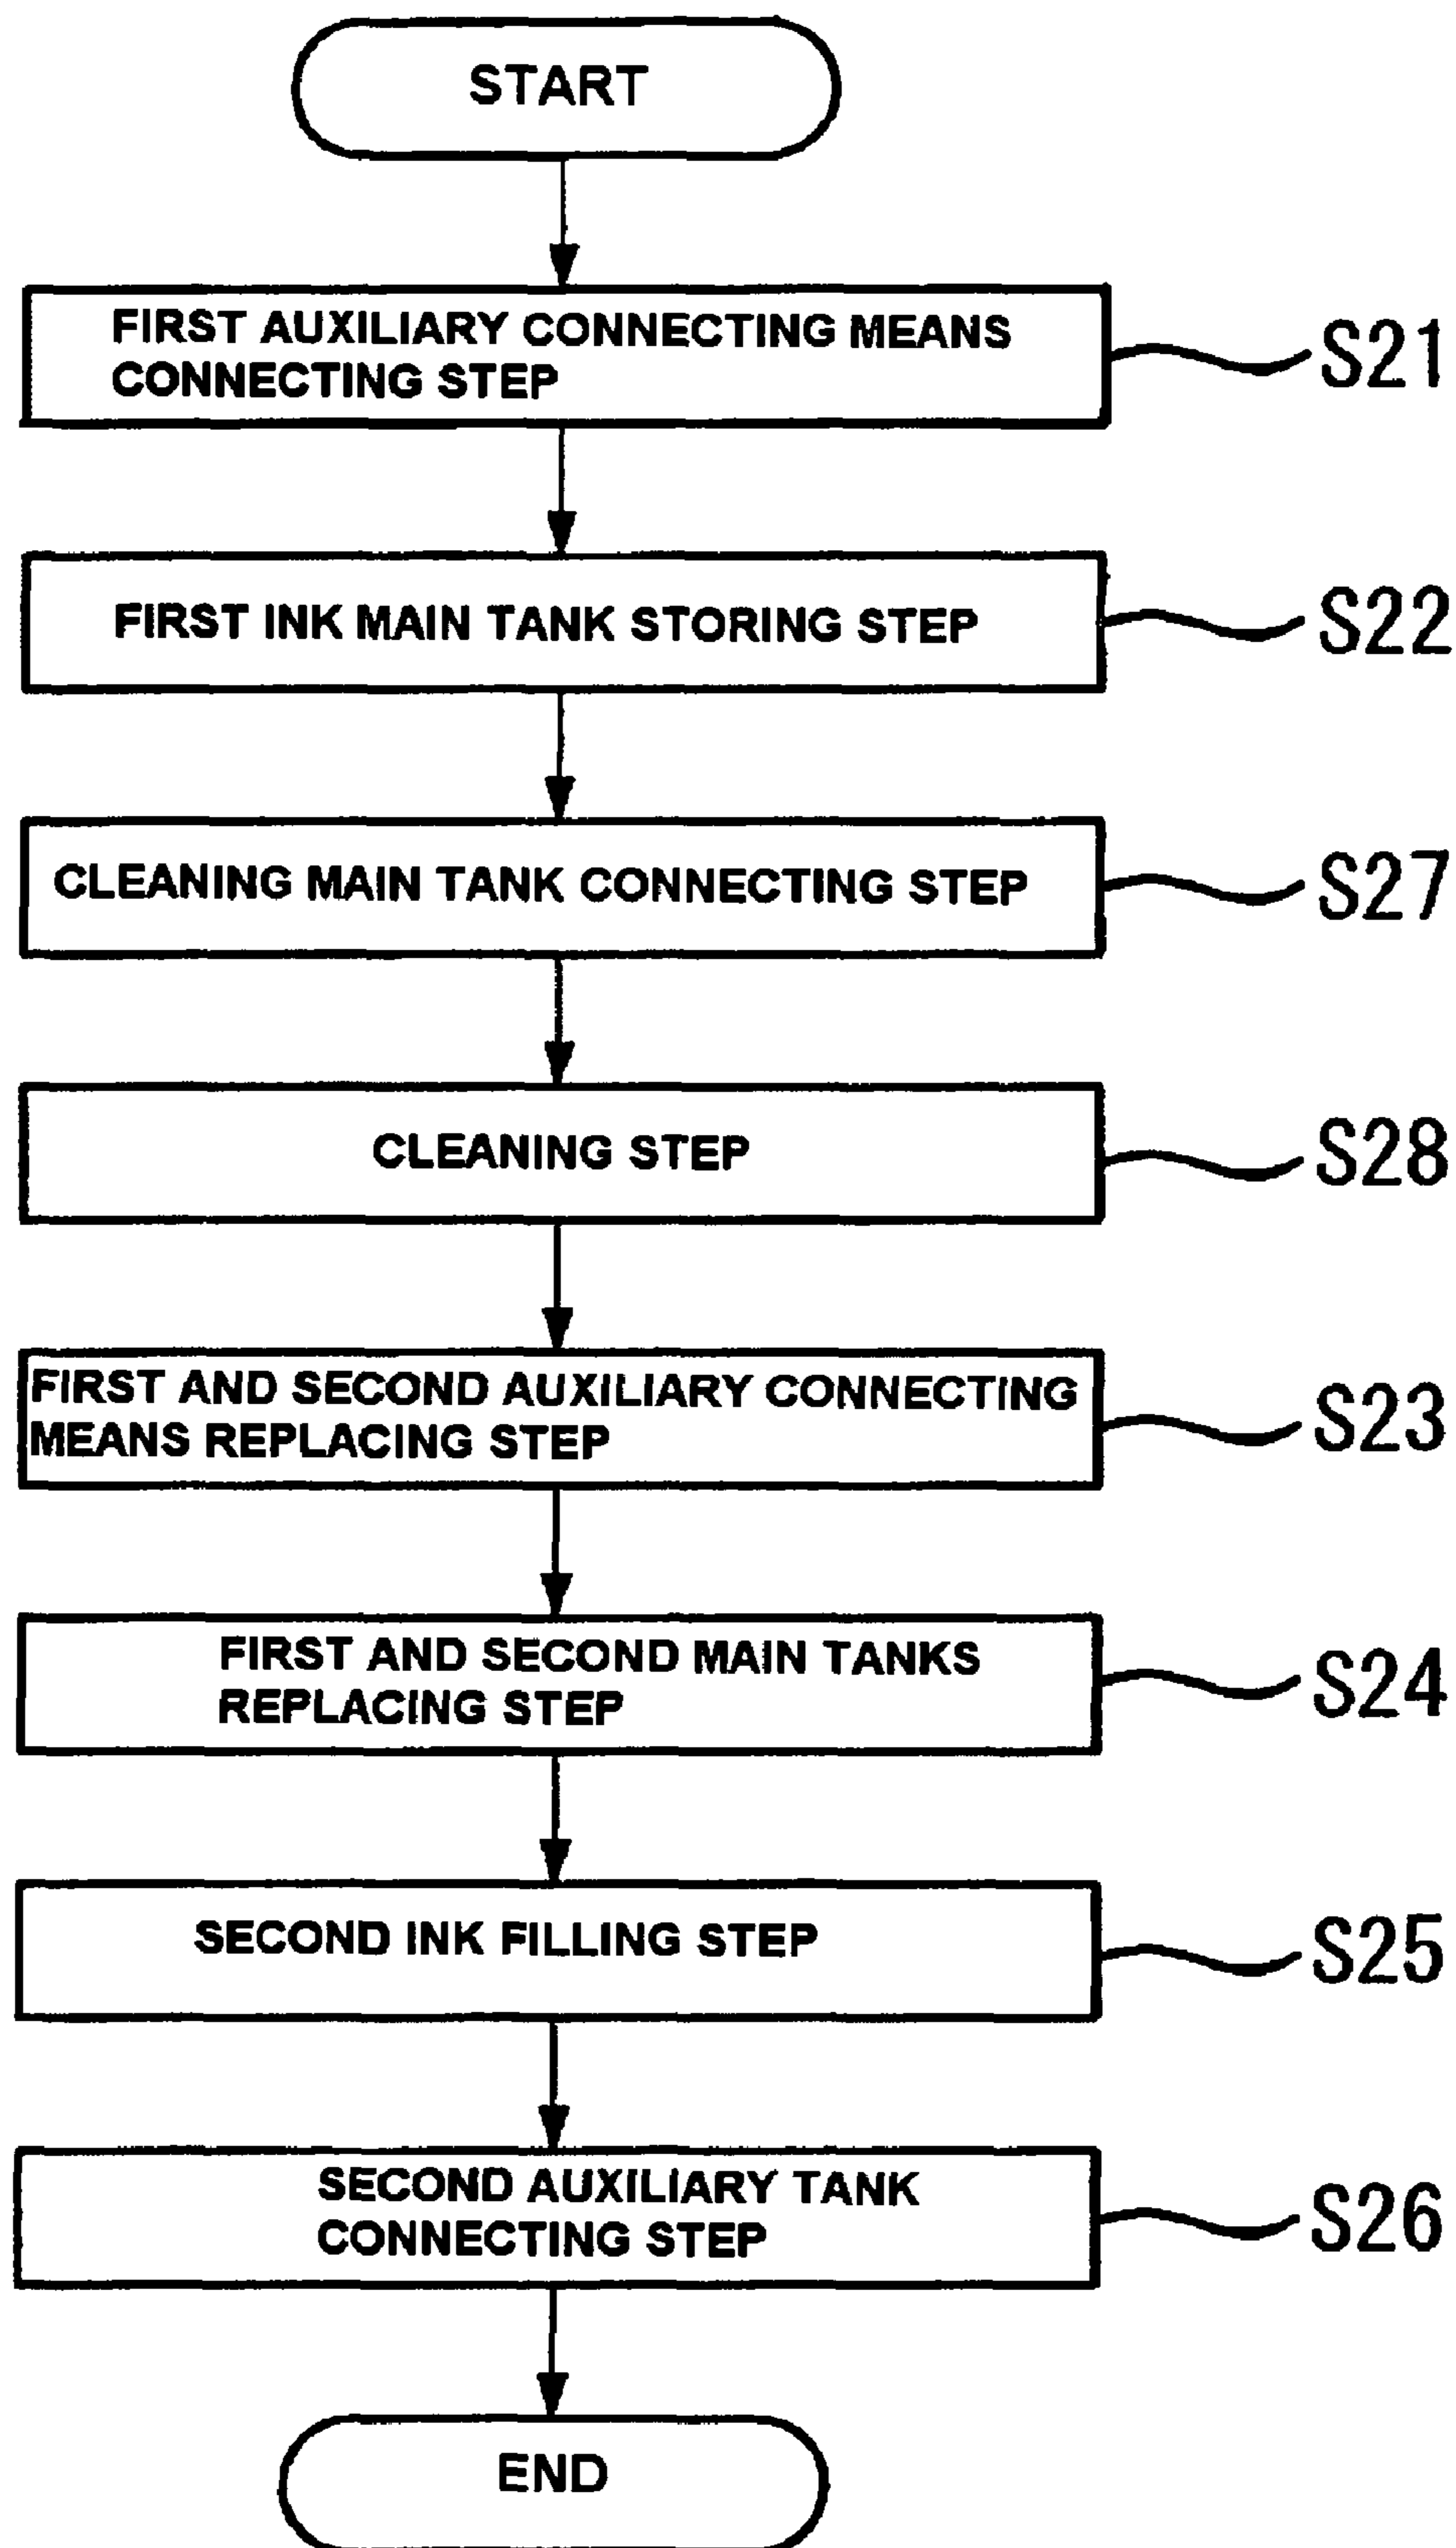 START
FIRST AUXILIARY CONNECTING MEANS
CONNECTING STEP
S21
FIRST INK MAIN TANK STORING STEP
S22
CLEANING MAIN TANK CONNECTING STEP
S27
CLEANING STEP
S28
FIRST AND SECOND AUXILIARY CONNECTING
MEANS REPLACING STEP
S23
FIRST AND SECOND MAIN TANKS
REPLACING STEP
S24
SECOND INK FILLING STEP
S25
SECOND AUXILIARY TANK
CONNECTING STEP
S26
END